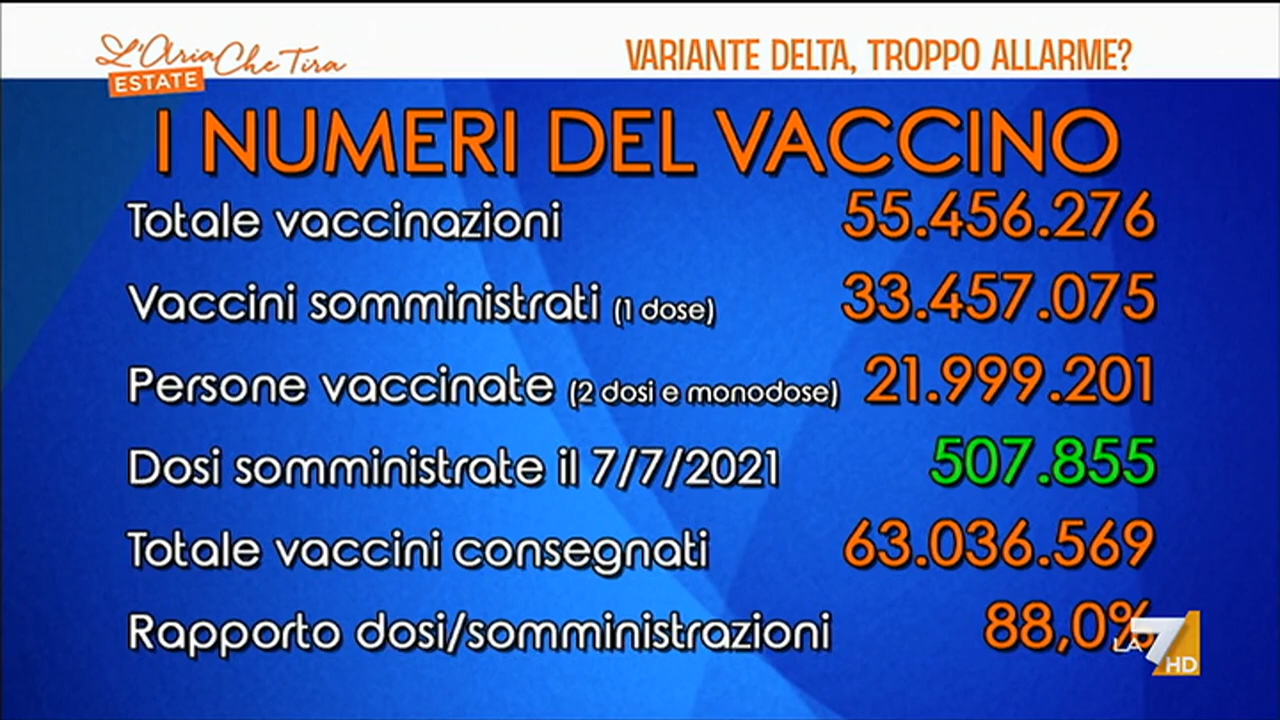 L'Aria Che Tira
ESTATE
VARIANTE DELTA, TROPPO ALLARME?
I NUMERI DEL VACCINO
Totale vaccinazioni 55.456.276
Vaccini somministrati (1 dose) 33.457.075
Persone vaccinate (2 dosi e monodose) 21.999.201
Dosi somministrate il 7/7/2021 507.855
Totale vaccini consegnati 63.036.569
Rapporto dosi/somministrazioni 88,0%
LA 7 HD